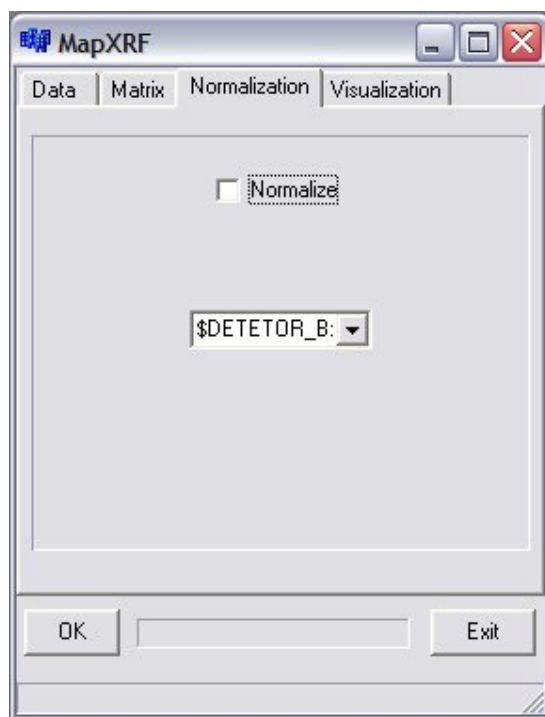 MapXRF
Data Matrix Normalization Visualization
Normalize
$DETETOR_B:
OK Exit